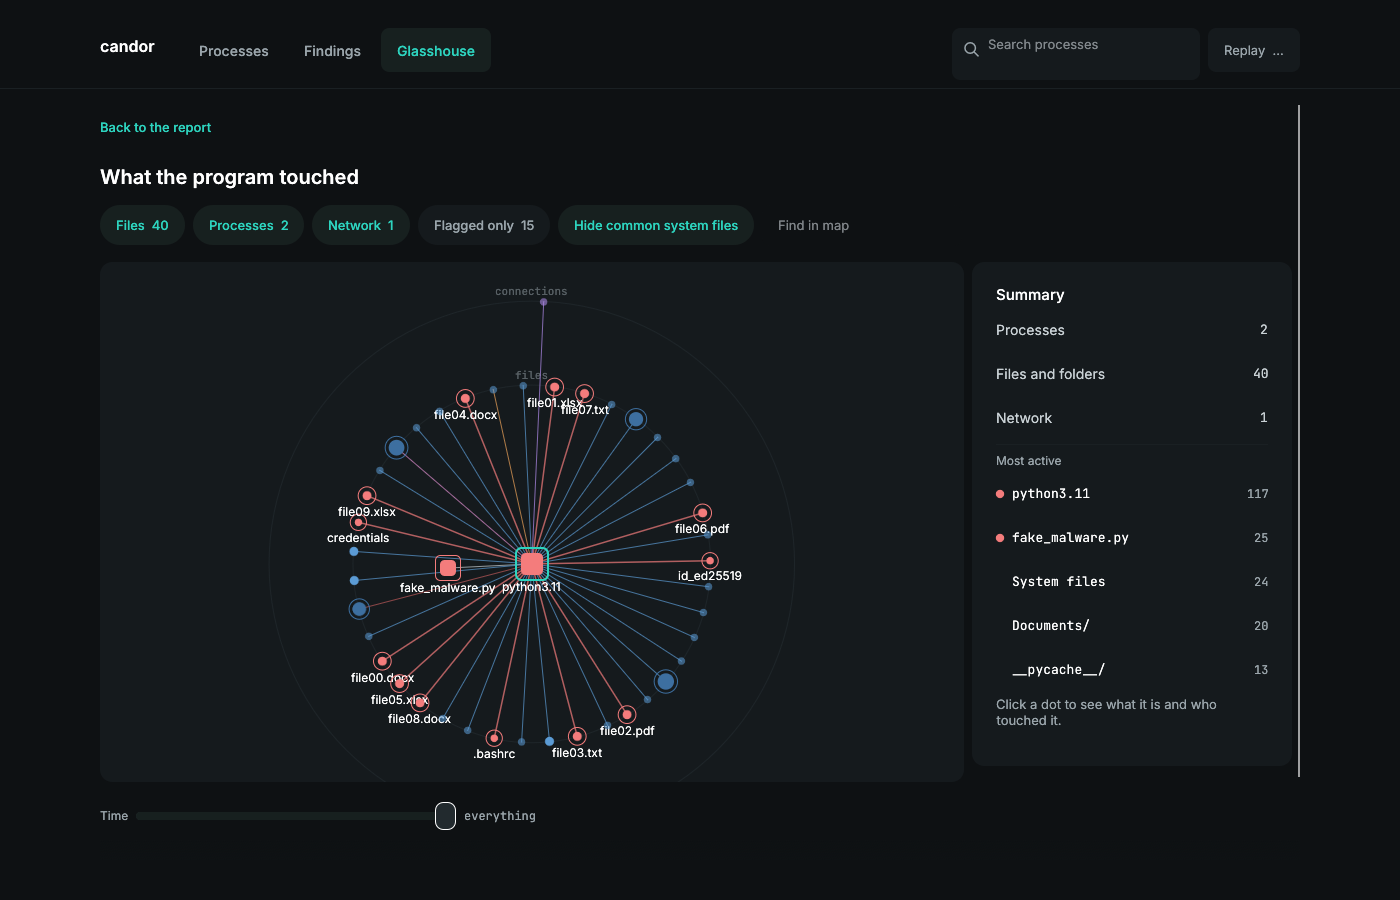 candor
Processes
Findings
Glasshouse
Search processes
Replay ...
Back to the report
What the program touched
Files 40
Processes 2
Network 1
Flagged only 15
Hide common system files
Find in map
connections
files
file01.xlsx
file07.txt
file04.docx
file09.xlsx
credentials
file06.pdf
id_ed25519
fake_malware.py
python3.11
file00.docx
file05.xlsx
file08.docx
file02.pdf
.bashrc
file03.txt
Summary
Processes 2
Files and folders 40
Network 1
Most active
python3.11 117
fake_malware.py 25
System files 24
Documents/ 20
__pycache__/ 13
Click a dot to see what it is and who
touched it.
Time
everything